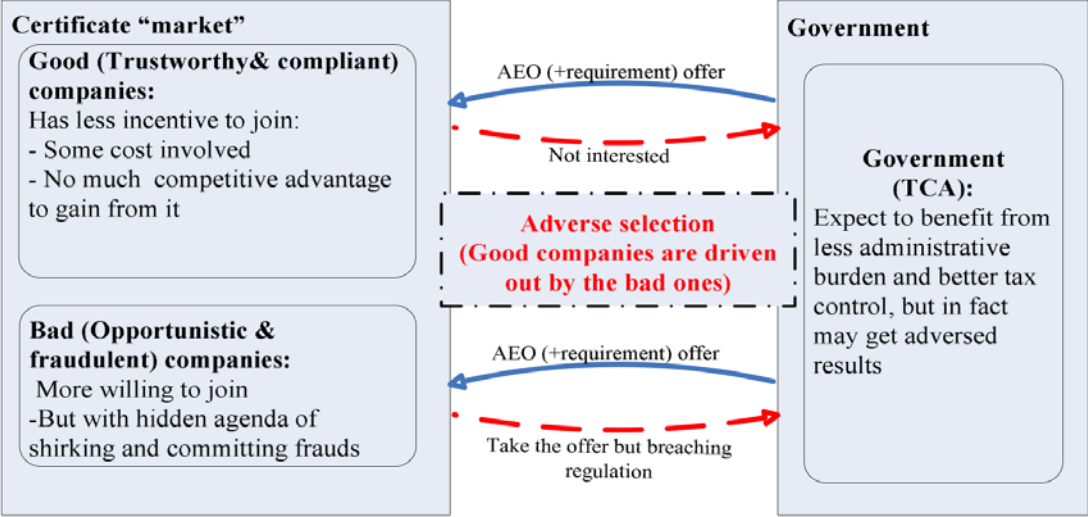 Certificate “market”
Good (Trustworthy& compliant)
companies:
Has less incentive to join:
- Some cost involved
- No much competitive advantage
to gain from it
Bad (Opportunistic &
fraudulent) companies:
More willing to join
-But with hidden agenda of
shirking and committing frauds
AEO (+requirement) offer
Not interested
Adverse selection
(Good companies are driven
out by the bad ones)
AEO (+requirement) offer
Take the offer but breaching
regulation
Government
Government
(TCA):
Expect to benefit from
less administrative
burden and better tax
control, but in fact
may get adversed
results